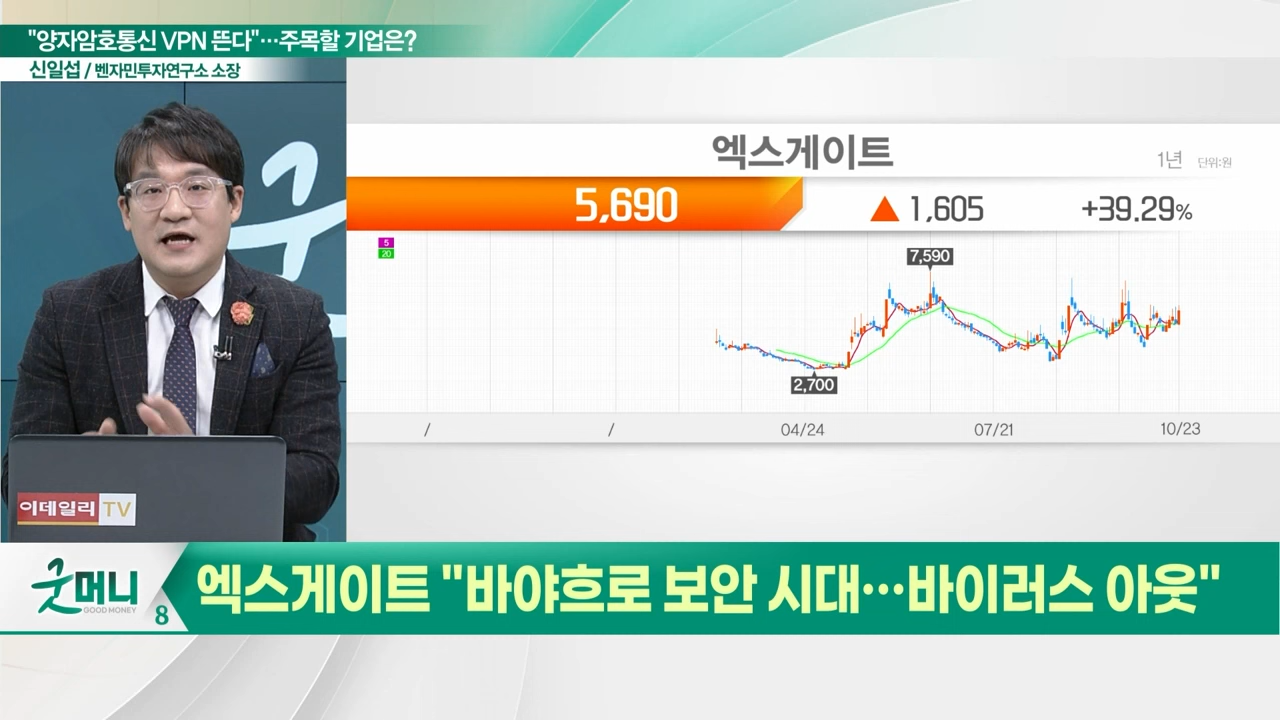 "양자암호통신 VPN 뜬다"…주목할 기업은?
신일섭 / 벤자민투자연구소 소장
엑스게이트
1년 단위:원
5,690 ▲ 1,605 +39.29%
5
20
7,590
2,700
/ / 04/24 07/21 10/23
이데일리 TV
굿머니
GOOD MONEY
8
엑스게이트 "바야흐로 보안 시대…바이러스 아웃"